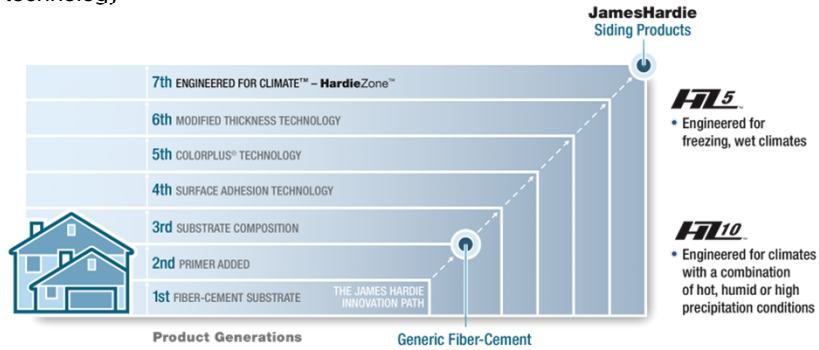 technology
JamesHardie
Siding Products
7th ENGINEERED FOR CLIMATE™ – HardieZone™
6th MODIFIED THICKNESS TECHNOLOGY
5th COLORPLUS® TECHNOLOGY
4th SURFACE ADHESION TECHNOLOGY
3rd SUBSTRATE COMPOSITION
2nd PRIMER ADDED
1st FIBER-CEMENT SUBSTRATE
THE JAMES HARDIE
INNOVATION PATH
Product Generations
Generic Fiber-Cement
HZ5™
• Engineered for
freezing, wet climates
HZ10™
• Engineered for climates
with a combination
of hot, humid or high
precipitation conditions